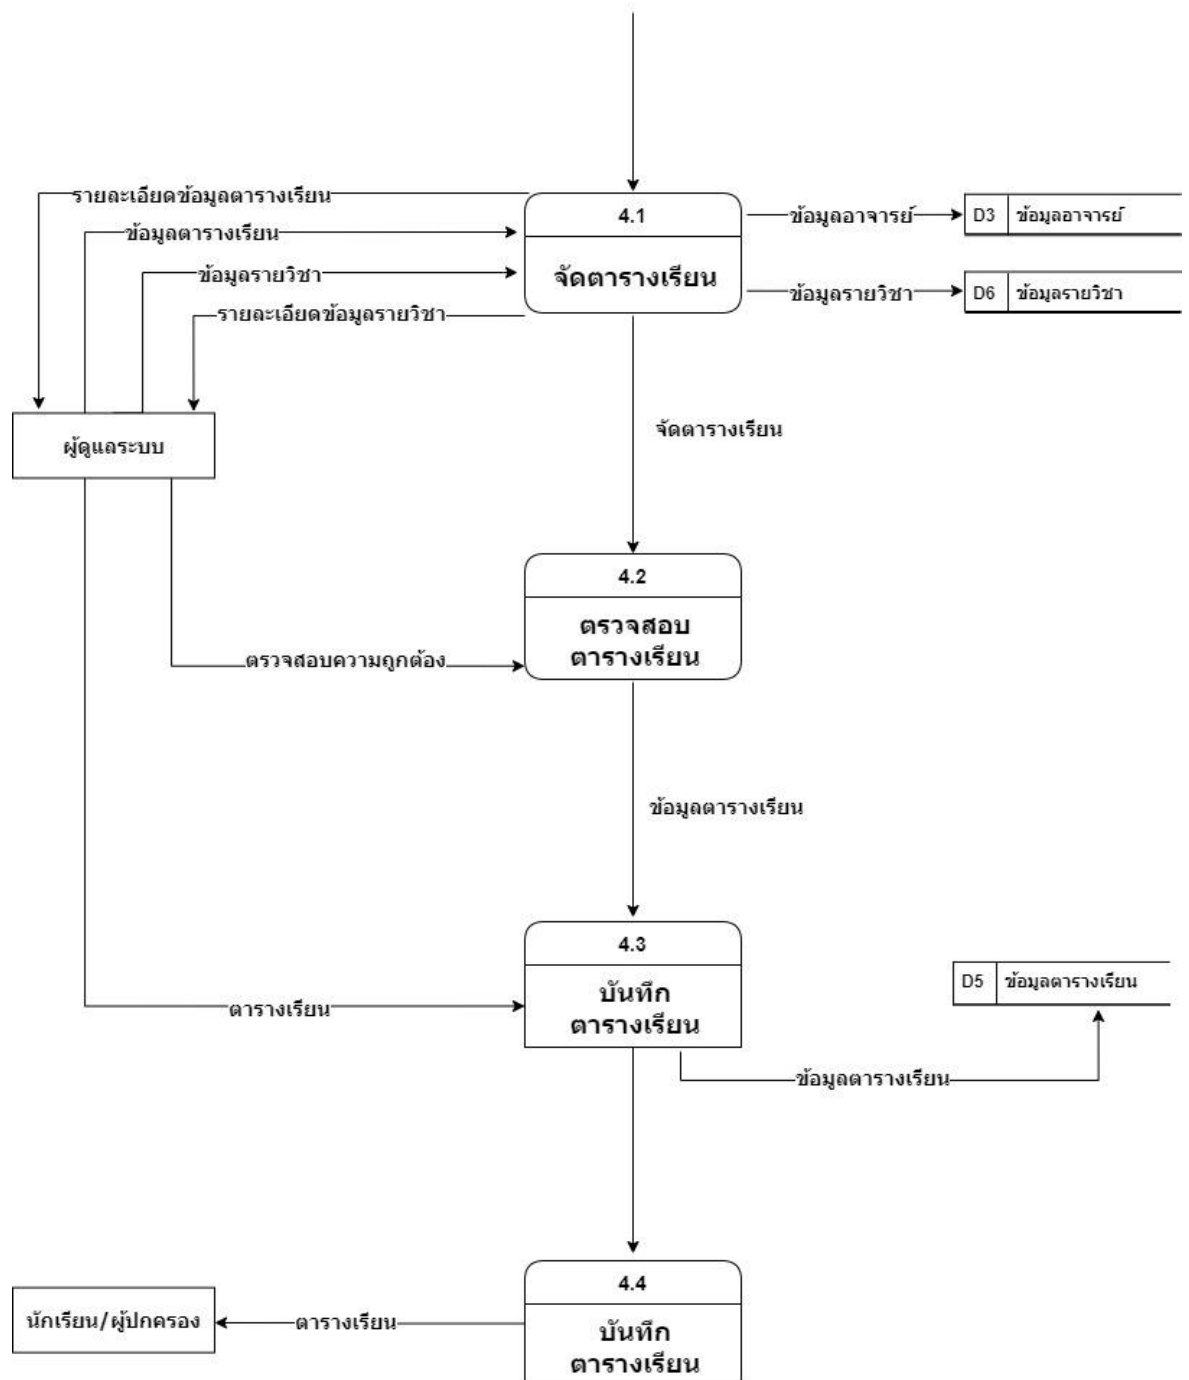 รายละเอียดข้อมูลตารางเรียน
ข้อมูลตารางเรียน
ข้อมูลรายวิชา
รายละเอียดข้อมูลรายวิชา
4.1
จัดตารางเรียน
ข้อมูลอาจารย์
D3 ข้อมูลอาจารย์
ข้อมูลรายวิชา
D6 ข้อมูลรายวิชา
ผู้ดูแลระบบ
จัดตารางเรียน
4.2
ตรวจสอบ
ตารางเรียน
ตรวจสอบความถูกต้อง
ข้อมูลตารางเรียน
4.3
บันทึก
ตารางเรียน
ตารางเรียน
D5 ข้อมูลตารางเรียน
ข้อมูลตารางเรียน
4.4
บันทึก
ตารางเรียน
นักเรียน/ผู้ปกครอง
ตารางเรียน